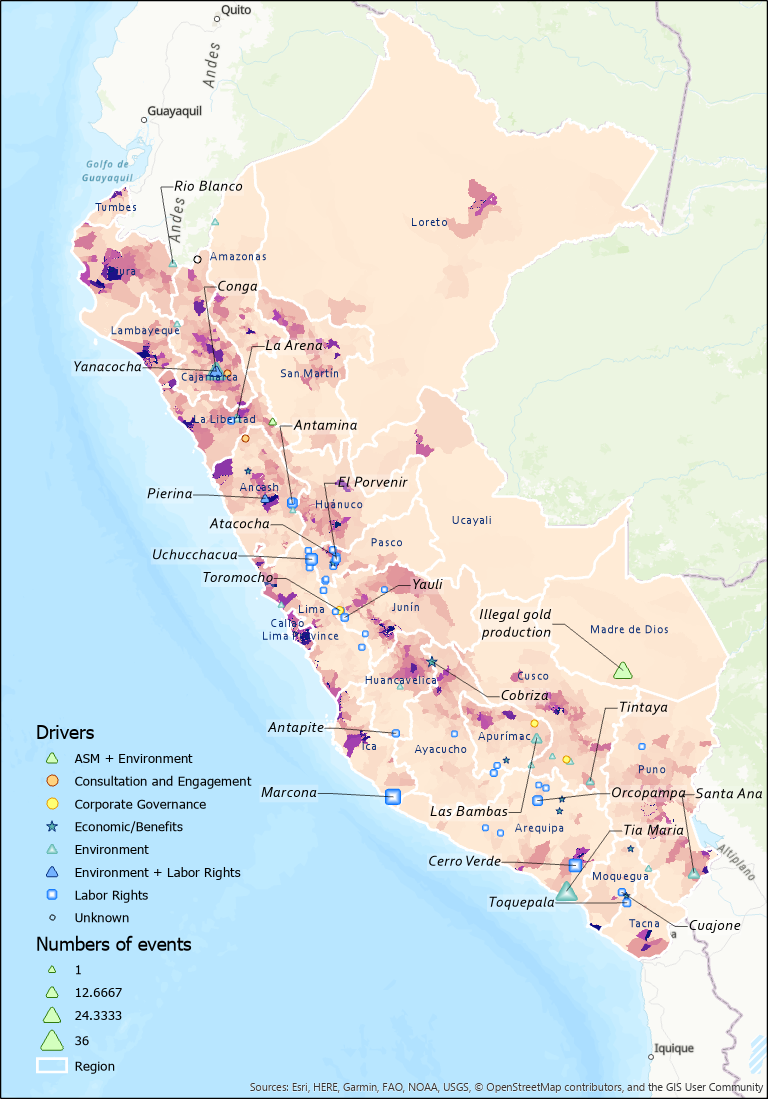 Quito
Andes
Guayaquil
Golfo de
Guayaquil
Rio Blanco
Tumbes
Andes
Loreto
Amazonas
Piura
Conga
Lambayeque
La Arena
Yanacocha
Cajamarca
San Martín
La Libertad
Antamina
El Porvenir
Pierina
Ancash
Huánuco
Atacocha
Ucayali
Pasco
Uchucchacua
Toromocho
Yauli
Lima
Junín
Illegal gold
production
Madre de Dios
Callao
Lima Province
Huancavelica
Cusco
Cobriza
Tintaya
Antapite
Apurímac
Ica
Ayacucho
Puno
Marcona
Orcopampa
Santa Ana
Las Bambas
Arequipa
Tia Maria
Altiplano
Cerro Verde
Moquegua
Toquepala
Tacna
Cuajone
a
Iquique
Drivers
ASM + Environment
Consultation and Engagement
Corporate Governance
Economic/Benefits
Environment
Environment + Labor Rights
Labor Rights
Unknown
Numbers of events
1
12.6667
24.3333
36
Region
Sources: Esri, HERE, Garmin, FAO, NOAA, USGS, © OpenStreetMap contributors, and the GIS User Community